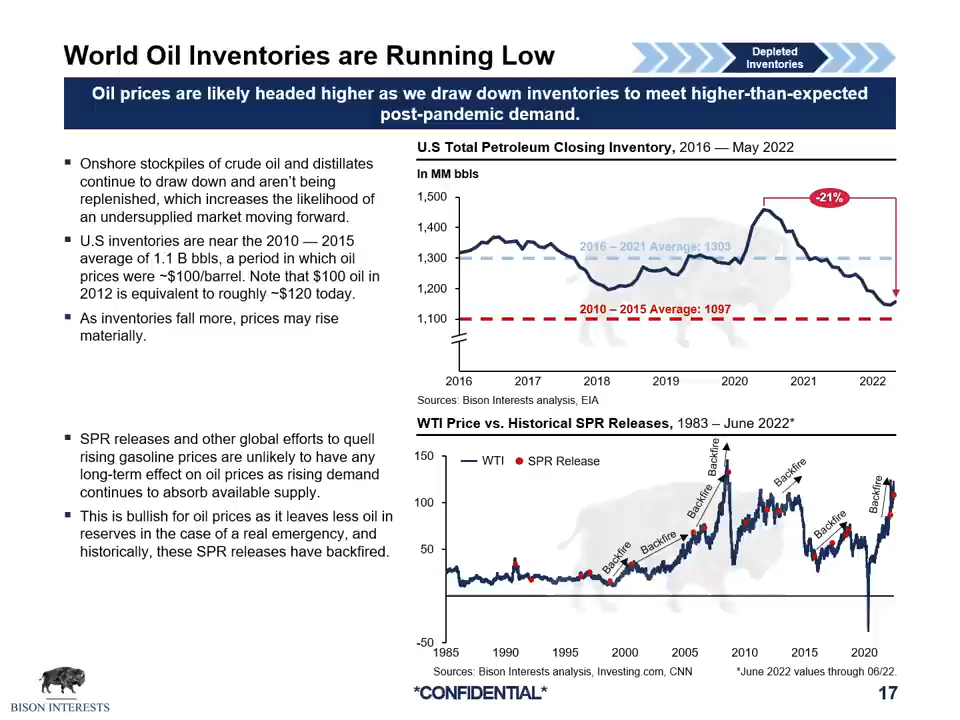 World Oil Inventories are Running Low
Depleted
Inventories
Oil prices are likely headed higher as we draw down inventories to meet higher-than-expected
post-pandemic demand.
▪ Onshore stockpiles of crude oil and distillates
continue to draw down and aren't being
replenished, which increases the likelihood of
an undersupplied market moving forward.
▪ U.S inventories are near the 2010 — 2015
average of 1.1 B bbls, a period in which oil
prices were ~$100/barrel. Note that $100 oil in
2012 is equivalent to roughly ~$120 today.
▪ As inventories fall more, prices may rise
materially.
U.S Total Petroleum Closing Inventory, 2016 — May 2022
In MM bbls
1,500
1,400
1,300
1,200
1,100
-21%
2016 – 2021 Average: 1303
2010 – 2015 Average: 1097
2016 2017 2018 2019 2020 2021 2022
Sources: Bison Interests analysis, EIA
▪ SPR releases and other global efforts to quell
rising gasoline prices are unlikely to have any
long-term effect on oil prices as rising demand
continues to absorb available supply.
▪ This is bullish for oil prices as it leaves less oil in
reserves in the case of a real emergency, and
historically, these SPR releases have backfired.
WTI Price vs. Historical SPR Releases, 1983 – June 2022*
150
100
50
-50
WTI SPR Release
Backfire
Backfire
Backfire
Backfire
Backfire
Backfire
Backfire
1985 1990 1995 2000 2005 2010 2015 2020
Sources: Bison Interests analysis, Investing.com, CNN *June 2022 values through 06/22.
BISON INTERESTS
*CONFIDENTIAL*
17